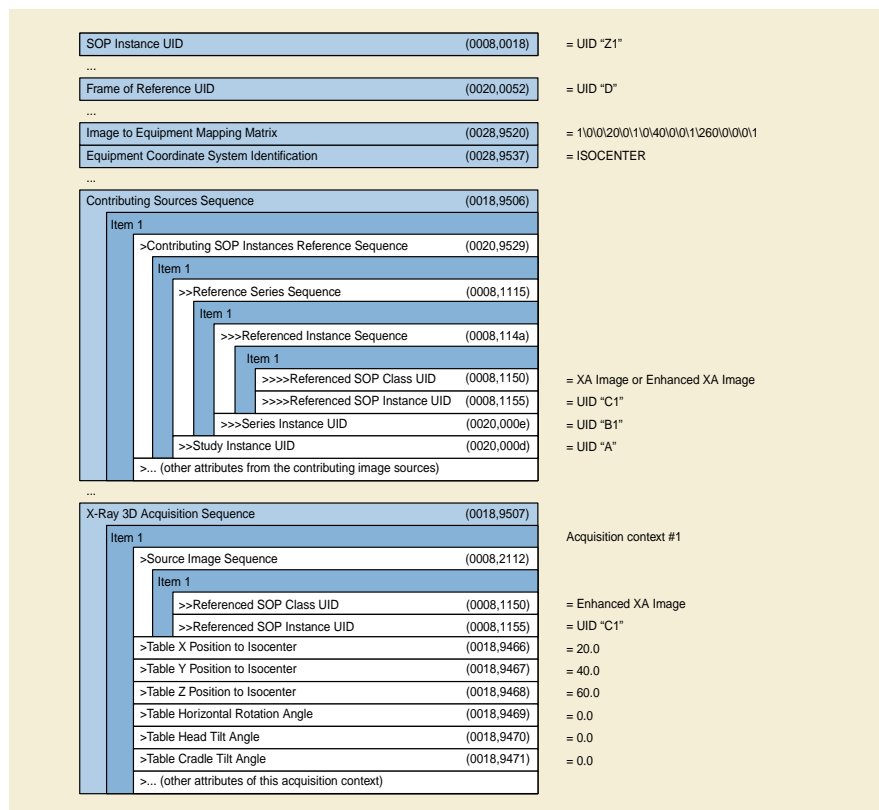 SOP Instance UID (0008,0018) = UID “Z1”
...
Frame of Reference UID (0020,0052) = UID “D”
...
Image to Equipment Mapping Matrix (0028,9520) = 1\0\0\20\0\1\0\40\0\0\1\260\0\0\0\1
Equipment Coordinate System Identification (0028,9537) = ISOCENTER
...
Contributing Sources Sequence (0018,9506)
Item 1
>Contributing SOP Instances Reference Sequence (0020,9529)
Item 1
>>Reference Series Sequence (0008,1115)
Item 1
>>>Referenced Instance Sequence (0008,114a)
Item 1
>>>>Referenced SOP Class UID (0008,1150) = XA Image or Enhanced XA Image
>>>>Referenced SOP Instance UID (0008,1155) = UID “C1”
>>>Series Instance UID (0020,000e) = UID “B1”
>>Study Instance UID (0020,000d) = UID “A”
>... (other attributes from the contributing image sources)
...
X-Ray 3D Acquisition Sequence (0018,9507)
Item 1 Acquisition context #1
>Source Image Sequence (0008,2112)
Item 1
>>Referenced SOP Class UID (0008,1150) = Enhanced XA Image
>>Referenced SOP Instance UID (0008,1155) = UID “C1”
>Table X Position to Isocenter (0018,9466) = 20.0
>Table Y Position to Isocenter (0018,9467) = 40.0
>Table Z Position to Isocenter (0018,9468) = 60.0
>Table Horizontal Rotation Angle (0018,9469) = 0.0
>Table Head Tilt Angle (0018,9470) = 0.0
>Table Cradle Tilt Angle (0018,9471) = 0.0
>... (other attributes of this acquisition context)